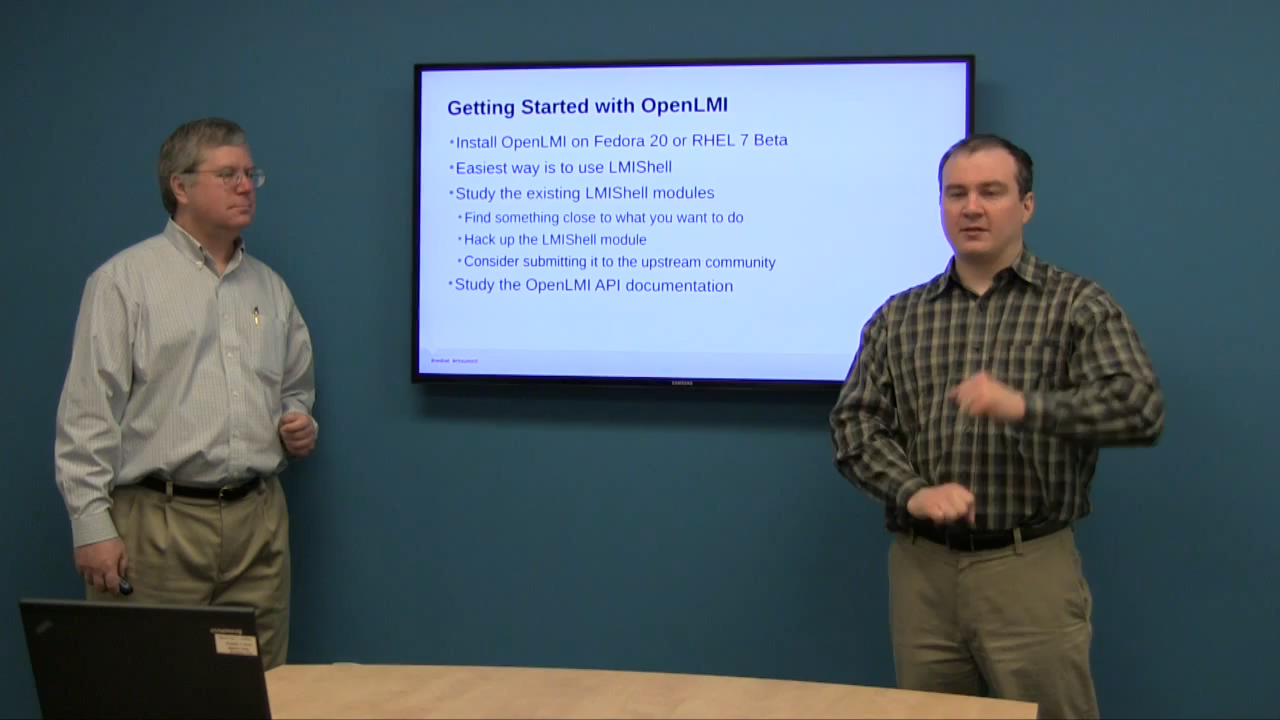 Getting Started with OpenLMI
•Install OpenLMI on Fedora 20 or RHEL 7 Beta
•Easiest way is to use LMIShell
•Study the existing LMIShell modules
•Find something close to what you want to do
•Hack up the LMIShell module
•Consider submitting it to the upstream community
•Study the OpenLMI API documentation
SAMSUNG